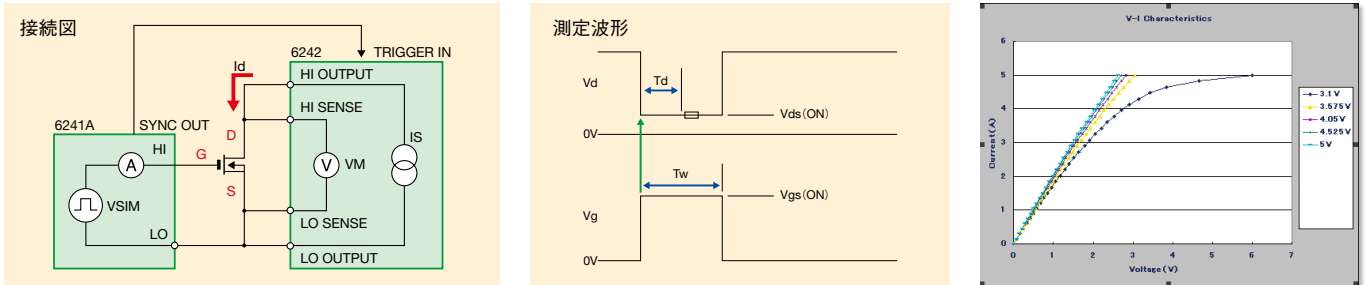 接続図
6242
TRIGGER IN
Id
HI OUTPUT
HI SENSE
6241A
SYNC OUT
D
IS
HI
G
A
V
VM
S
VSIM
LO SENSE
LO
LO OUTPUT
測定波形
Vd
Td
Vds(ON)
0V
Tw
Vgs(ON)
Vg
0V
V-I Characteristics
Current(A)
6
5
4
3
2
1
0
0 1 2 3 4 5 6 7
Voltage(V)
3.1V
3.575V
4.05V
4.525V
5V